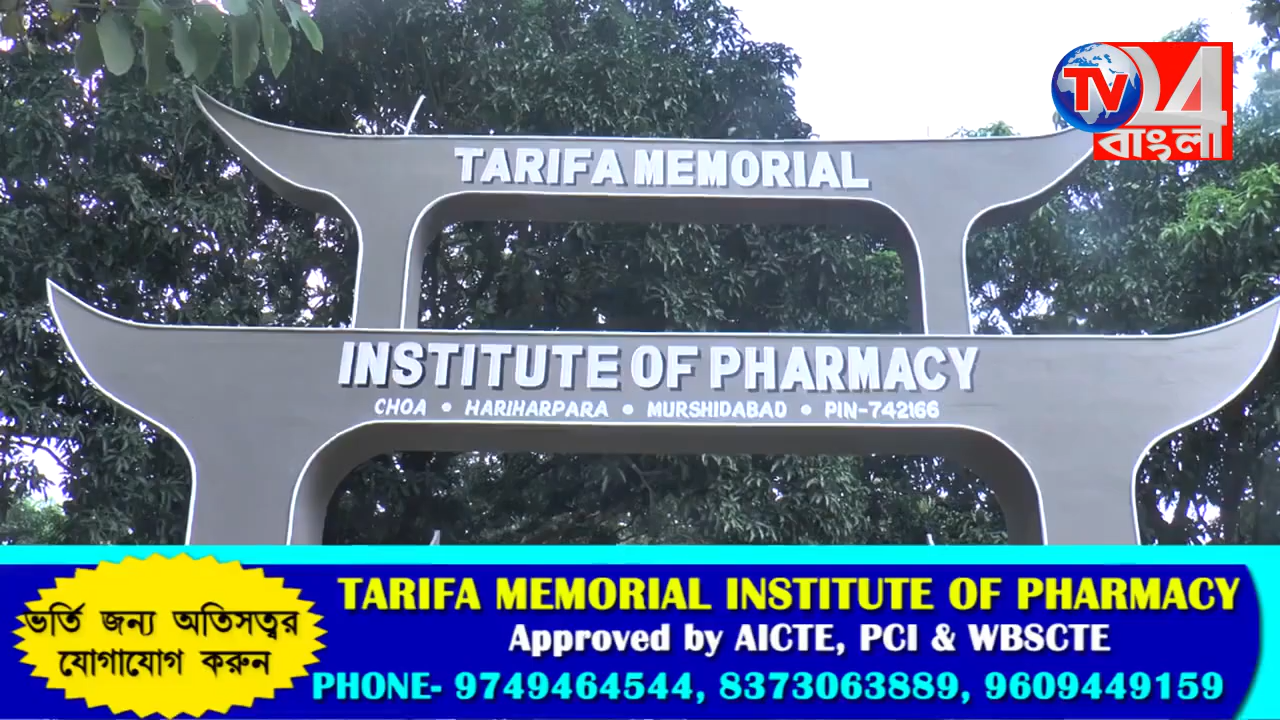 TV 24
বাংলা
TARIFA MEMORIAL
INSTITUTE OF PHARMACY
CHOA • HARIHARPARA • MURSHIDABAD • PIN-742166
ভর্তি জন্য অতিসত্বর
যোগাযোগ করুন
TARIFA MEMORIAL INSTITUTE OF PHARMACY
Approved by AICTE, PCI & WBSCTE
PHONE- 9749464544, 8373063889, 9609449159